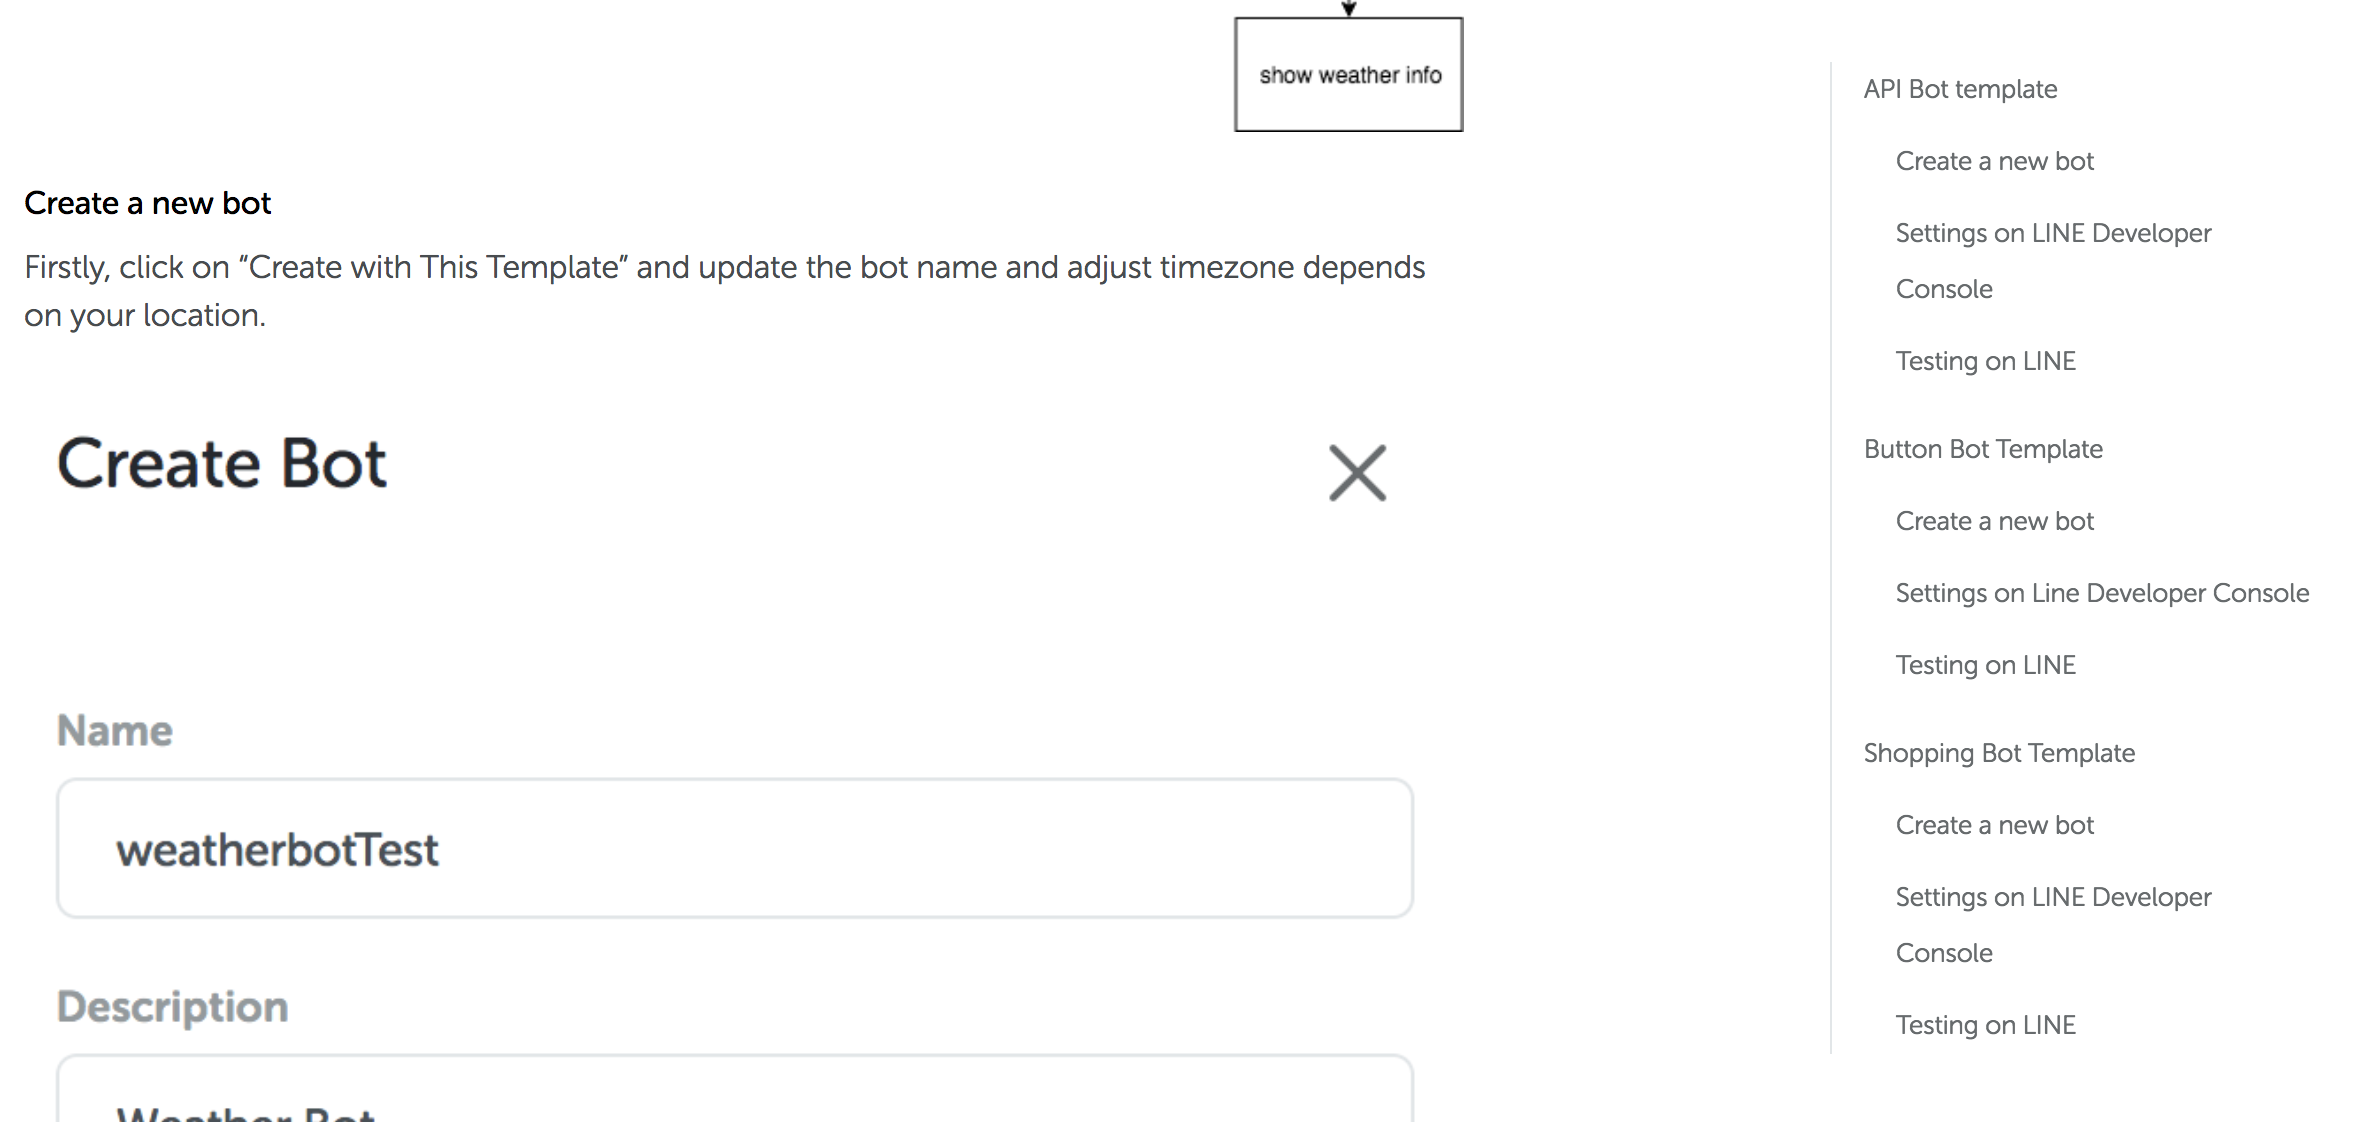 show weather info
Create a new bot
Firstly, click on “Create with This Template” and update the bot name and adjust timezone depends
on your location.
Create Bot
Name
weatherbotTest
Description
Weather Bot
API Bot template
Create a new bot
Settings on LINE Developer
Console
Testing on LINE
Button Bot Template
Create a new bot
Settings on Line Developer Console
Testing on LINE
Shopping Bot Template
Create a new bot
Settings on LINE Developer
Console
Testing on LINE